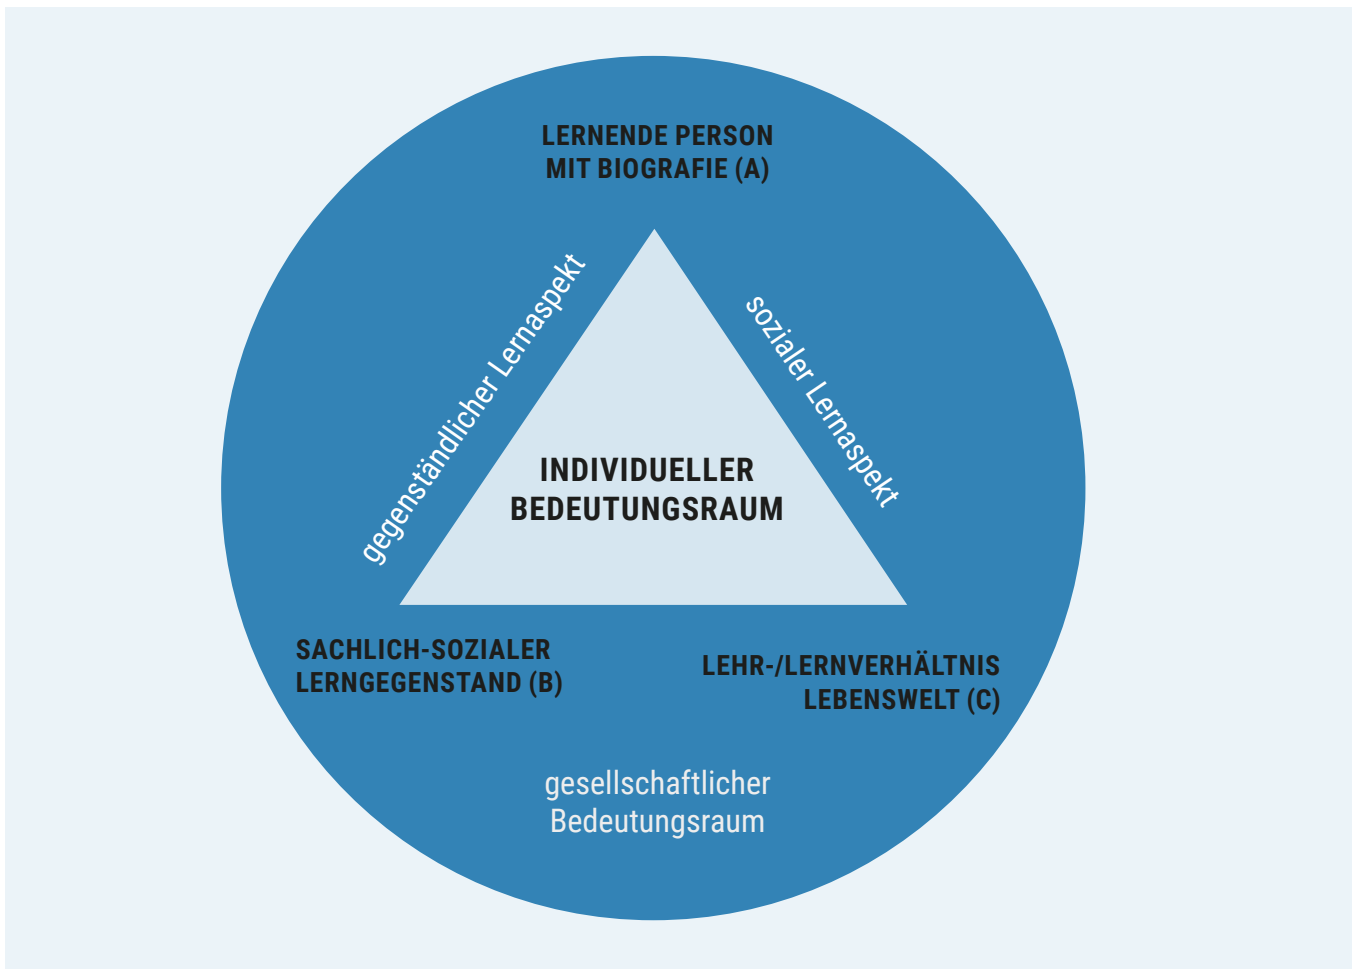 LERNENDE PERSON
MIT BIOGRAFIE (A)
gegenständlicher Lernaspekt
sozialer Lernaspekt
INDIVIDUELLER
BEDEUTUNGSRAUM
SACHLICH-SOZIALER
LERNGEGENSTAND (B)
LEHR-/LERNVERHÄLTNIS
LEBENSWELT (C)
gesellschaftlicher
Bedeutungsraum